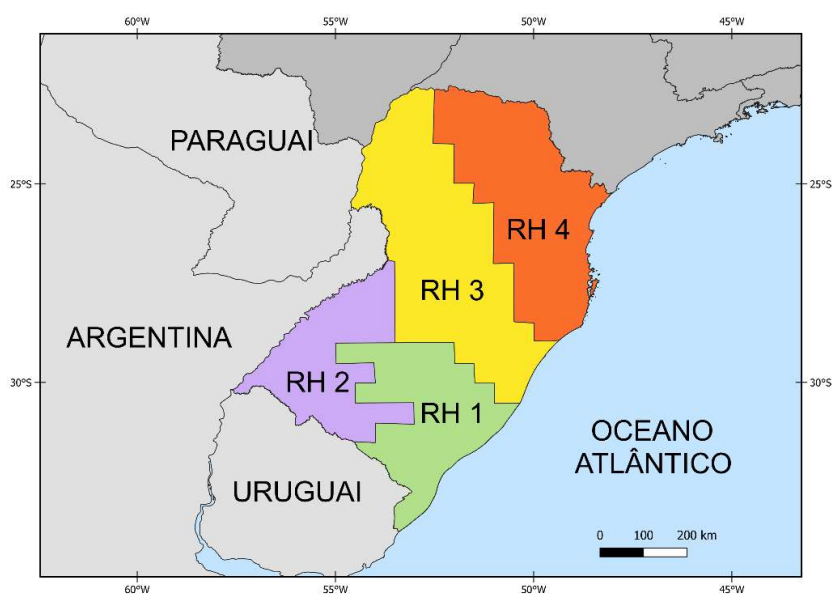 60°W 55°W 50°W 45°W
PARAGUAI
25°S 25°S
RH 4
RH 3
ARGENTINA
30°S 30°S
RH 2
RH 1
OCEANO
ATLÂNTICO
URUGUAI
0 100 200 km
60°W 55°W 50°W 45°W